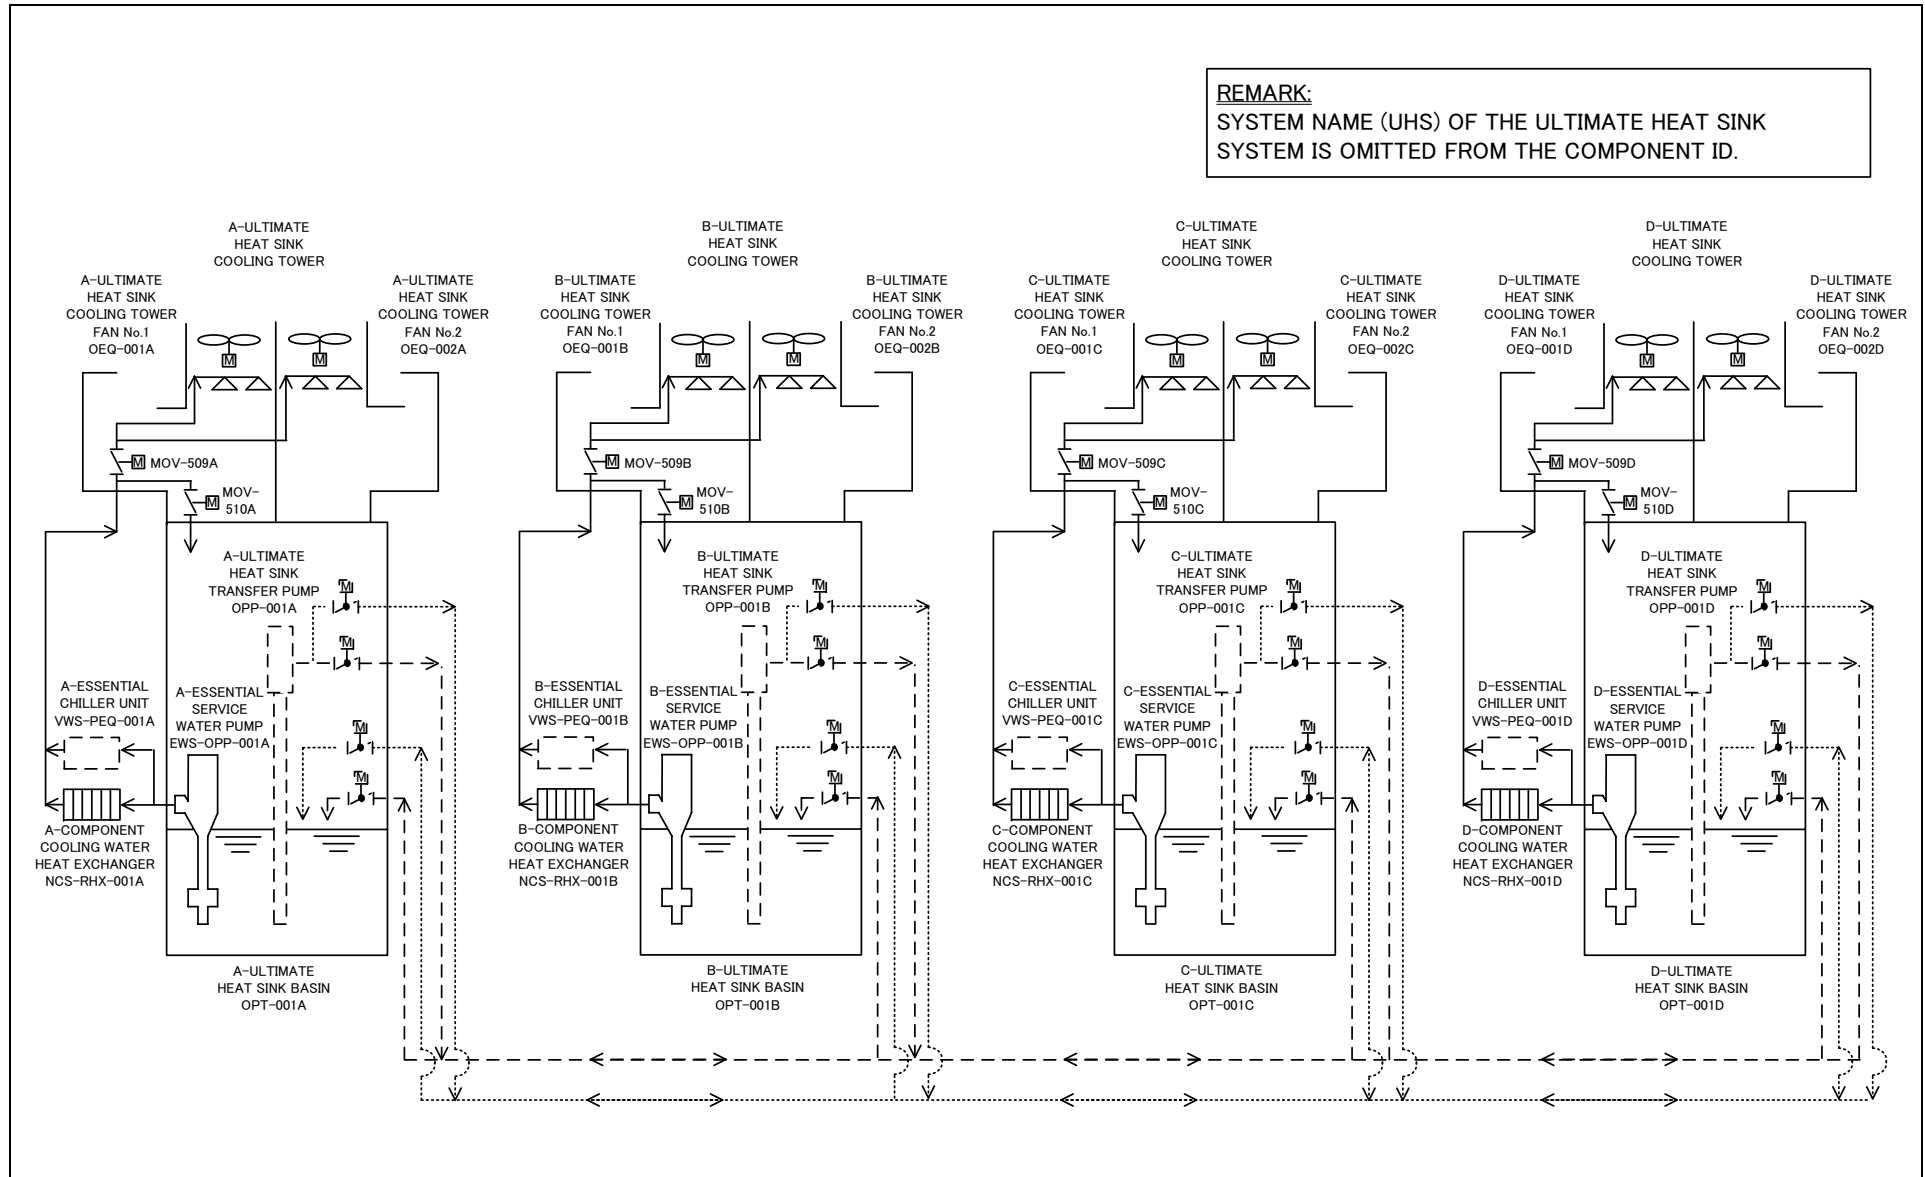 REMARK:
SYSTEM NAME (UHS) OF THE ULTIMATE HEAT SINK
SYSTEM IS OMITTED FROM THE COMPONENT ID.
A-ULTIMATE
HEAT SINK
COOLING TOWER
A-ULTIMATE
HEAT SINK
COOLING TOWER
FAN No.1
OEQ-001A
A-ULTIMATE
HEAT SINK
COOLING TOWER
FAN No.2
OEQ-002A
M
M
M MOV-509A
M MOV-
510A
A-ULTIMATE
HEAT SINK
TRANSFER PUMP
OPP-001A
M
M
A-ESSENTIAL
CHILLER UNIT
VWS-PEQ-001A
A-ESSENTIAL
SERVICE
WATER PUMP
EWS-OPP-001A
M
M
A-COMPONENT
COOLING WATER
HEAT EXCHANGER
NCS-RHX-001A
A-ULTIMATE
HEAT SINK BASIN
OPT-001A
B-ULTIMATE
HEAT SINK
COOLING TOWER
B-ULTIMATE
HEAT SINK
COOLING TOWER
FAN No.1
OEQ-001B
B-ULTIMATE
HEAT SINK
COOLING TOWER
FAN No.2
OEQ-002B
M
M
M MOV-509B
M MOV-
510B
B-ULTIMATE
HEAT SINK
TRANSFER PUMP
OPP-001B
M
M
B-ESSENTIAL
CHILLER UNIT
VWS-PEQ-001B
B-ESSENTIAL
SERVICE
WATER PUMP
EWS-OPP-001B
M
M
B-COMPONENT
COOLING WATER
HEAT EXCHANGER
NCS-RHX-001B
B-ULTIMATE
HEAT SINK BASIN
OPT-001B
C-ULTIMATE
HEAT SINK
COOLING TOWER
C-ULTIMATE
HEAT SINK
COOLING TOWER
FAN No.1
OEQ-001C
C-ULTIMATE
HEAT SINK
COOLING TOWER
FAN No.2
OEQ-002C
M
M
M MOV-509C
M MOV-
510C
C-ULTIMATE
HEAT SINK
TRANSFER PUMP
OPP-001C
M
M
C-ESSENTIAL
CHILLER UNIT
VWS-PEQ-001C
C-ESSENTIAL
SERVICE
WATER PUMP
EWS-OPP-001C
M
M
C-COMPONENT
COOLING WATER
HEAT EXCHANGER
NCS-RHX-001C
C-ULTIMATE
HEAT SINK BASIN
OPT-001C
D-ULTIMATE
HEAT SINK
COOLING TOWER
D-ULTIMATE
HEAT SINK
COOLING TOWER
FAN No.1
OEQ-001D
D-ULTIMATE
HEAT SINK
COOLING TOWER
FAN No.2
OEQ-002D
M
M
M MOV-509D
M MOV-
510D
D-ULTIMATE
HEAT SINK
TRANSFER PUMP
OPP-001D
M
M
D-ESSENTIAL
CHILLER UNIT
VWS-PEQ-001D
D-ESSENTIAL
SERVICE
WATER PUMP
EWS-OPP-001D
M
M
D-COMPONENT
COOLING WATER
HEAT EXCHANGER
NCS-RHX-001D
D-ULTIMATE
HEAT SINK BASIN
OPT-001D